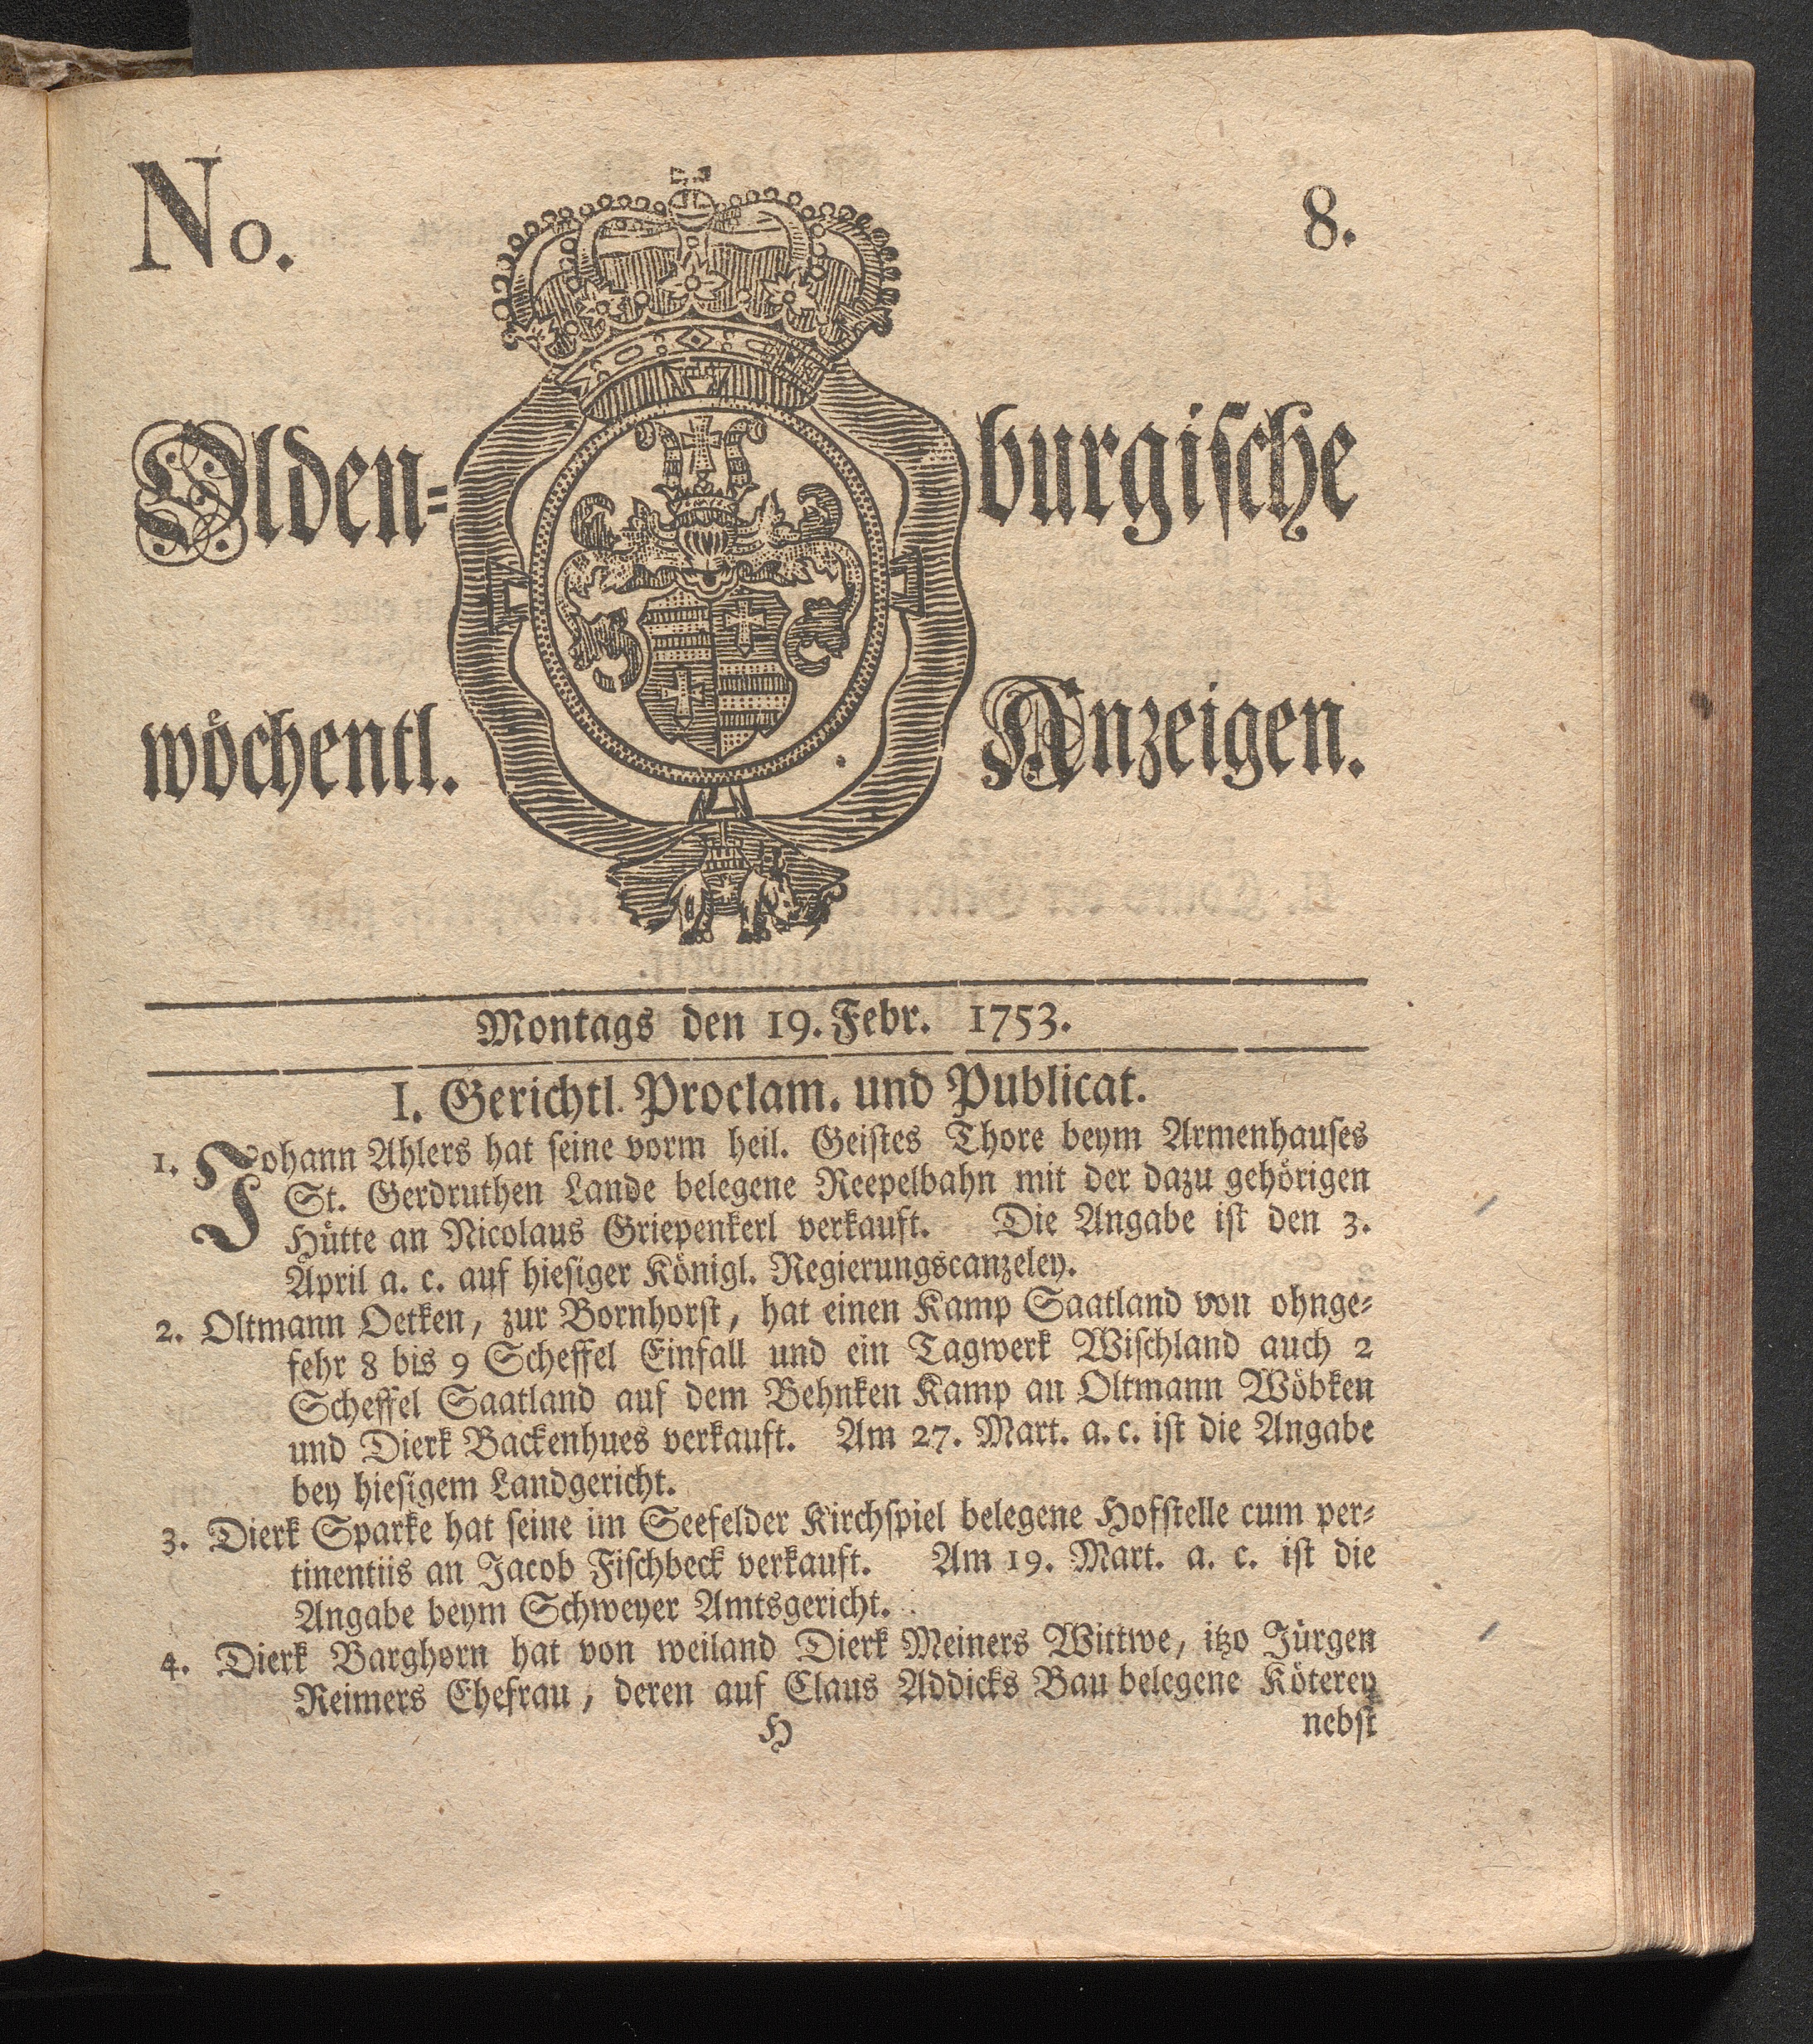 No. 8.
Olden= burgische
wöchentl. Anzeigen.
Montags den 19. Febr. 1753.
I. Gerichtl. Proclam. und Publicat.
1. Johann Ahlers hat seine vorm heil. Geistes Thore beym Armenhauses
St. Gerdruthen Lande belegene Reepelbahn mit der dazu gehörigen
Hütte an Nicolaus Griepenkerl verkauft. Die Angabe ist den 3.
April a. c. auf hiesiger Königl. Regierungscanzeley.
2. Oltmann Oetken, zur Bornhorst, hat einen Kamp Saatland von ohnge=
fehr 8 bis 9 Scheffel Einfall und ein Tagwerk Wischland auch 2
Scheffel Saatland auf dem Behnken Kamp an Oltmann Wöbken
und Dierk Backenhues verkauft. Am 27. Mart. a. c. ist die Angabe
bey hiesigem Landgericht.
3. Dierk Sparke hat seine im Seefelder Kirchspiel belegene Hofstelle cum per=
tinentiis an Jacob Fischbeck verkauft. Am 19. Mart. a. c. ist die
Angabe beym Schweyer Amtsgericht.
4. Dierk Barghorn hat von weiland Dierk Meiners Wittwe, itzo Jürgen
Reimers Ehefrau, deren auf Claus Addicks Bau belegene Köterey
H nebst